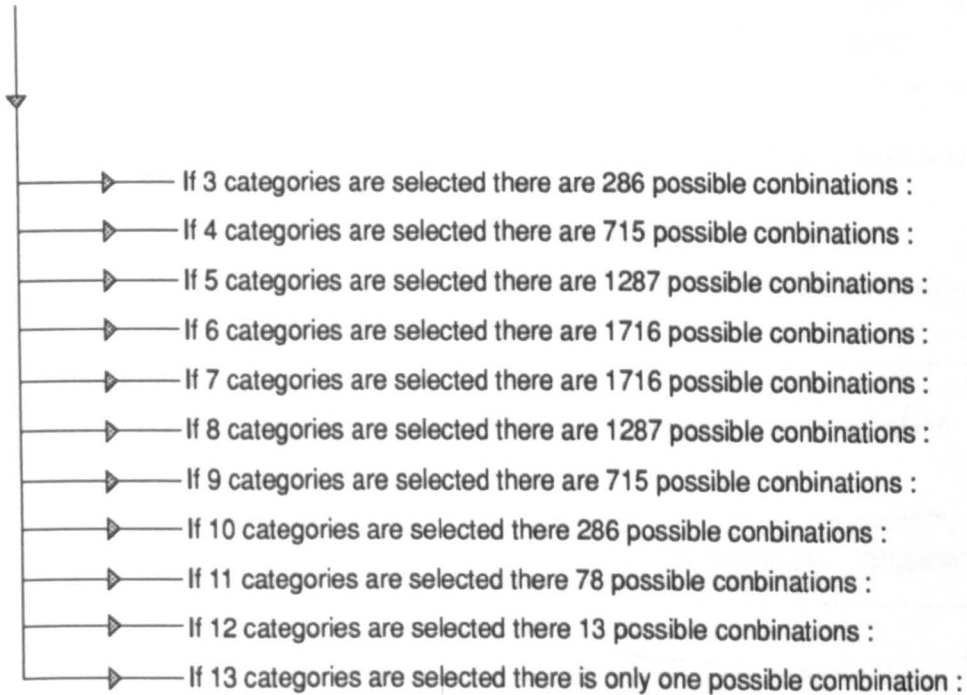 If 3 categories are selected there are 286 possible conbinations :
If 4 categories are selected there are 715 possible conbinations :
If 5 categories are selected there are 1287 possible conbinations :
If 6 categories are selected there are 1716 possible conbinations :
If 7 categories are selected there are 1716 possible conbinations :
If 8 categories are selected there are 1287 possible conbinations :
If 9 categories are selected there are 715 possible conbinations :
If 10 categories are selected there 286 possible conbinations :
If 11 categories are selected there 78 possible conbinations :
If 12 categories are selected there 13 possible conbinations :
If 13 categories are selected there is only one possible combination :